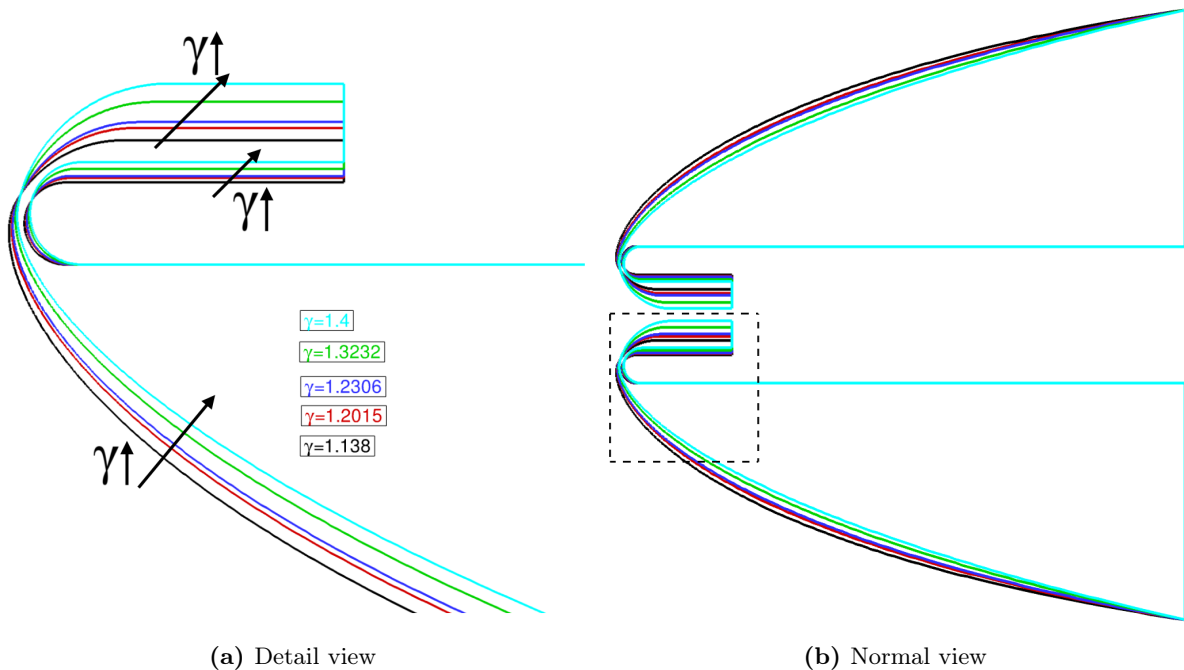 γ↑
γ↑
γ=1.4
γ=1.3232
γ=1.2306
γ=1.2015
γ=1.138
γ↑
(a) Detail view
(b) Normal view